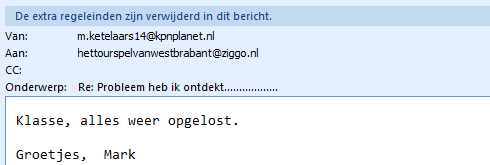 De extra regeleinden zijn verwijderd in dit bericht.
Van: m.ketelaars14@kpnplanet.nl
Aan: hettourspelvanwestbrabant@ziggo.nl
CC:
Onderwerp: Re: Probleem heb ik ontdekt..................
Klasse, alles weer opgelost.
Groetjes, Mark